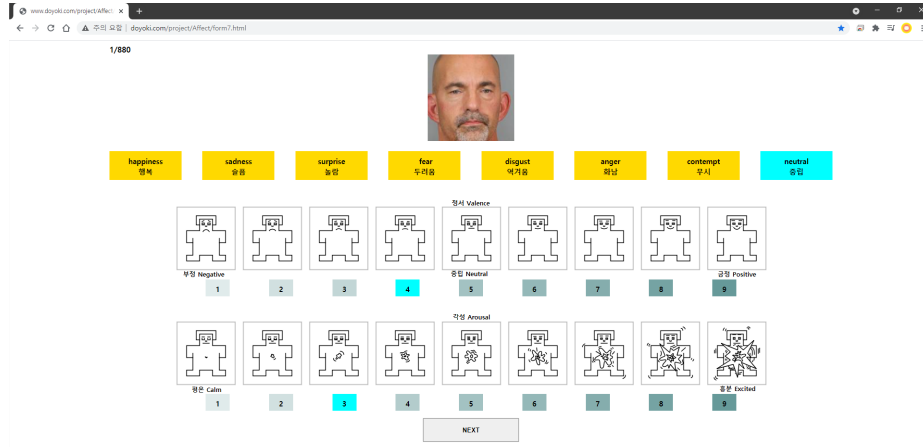 www.doyoki.com/project/Affect
주의 요함 | doyoki.com/project/Affect/form7.html
1/880
happiness sadness surprise fear disgust anger contempt neutral
행복 슬픔 놀람 두려움 역겨움 화남 무시 중립
정서 Valence
부정 Negative 중립 Neutral 긍정 Positive
1 2 3 4 5 6 7 8 9
각성 Arousal
평온 Calm 흥분 Excited
1 2 3 4 5 6 7 8 9
NEXT